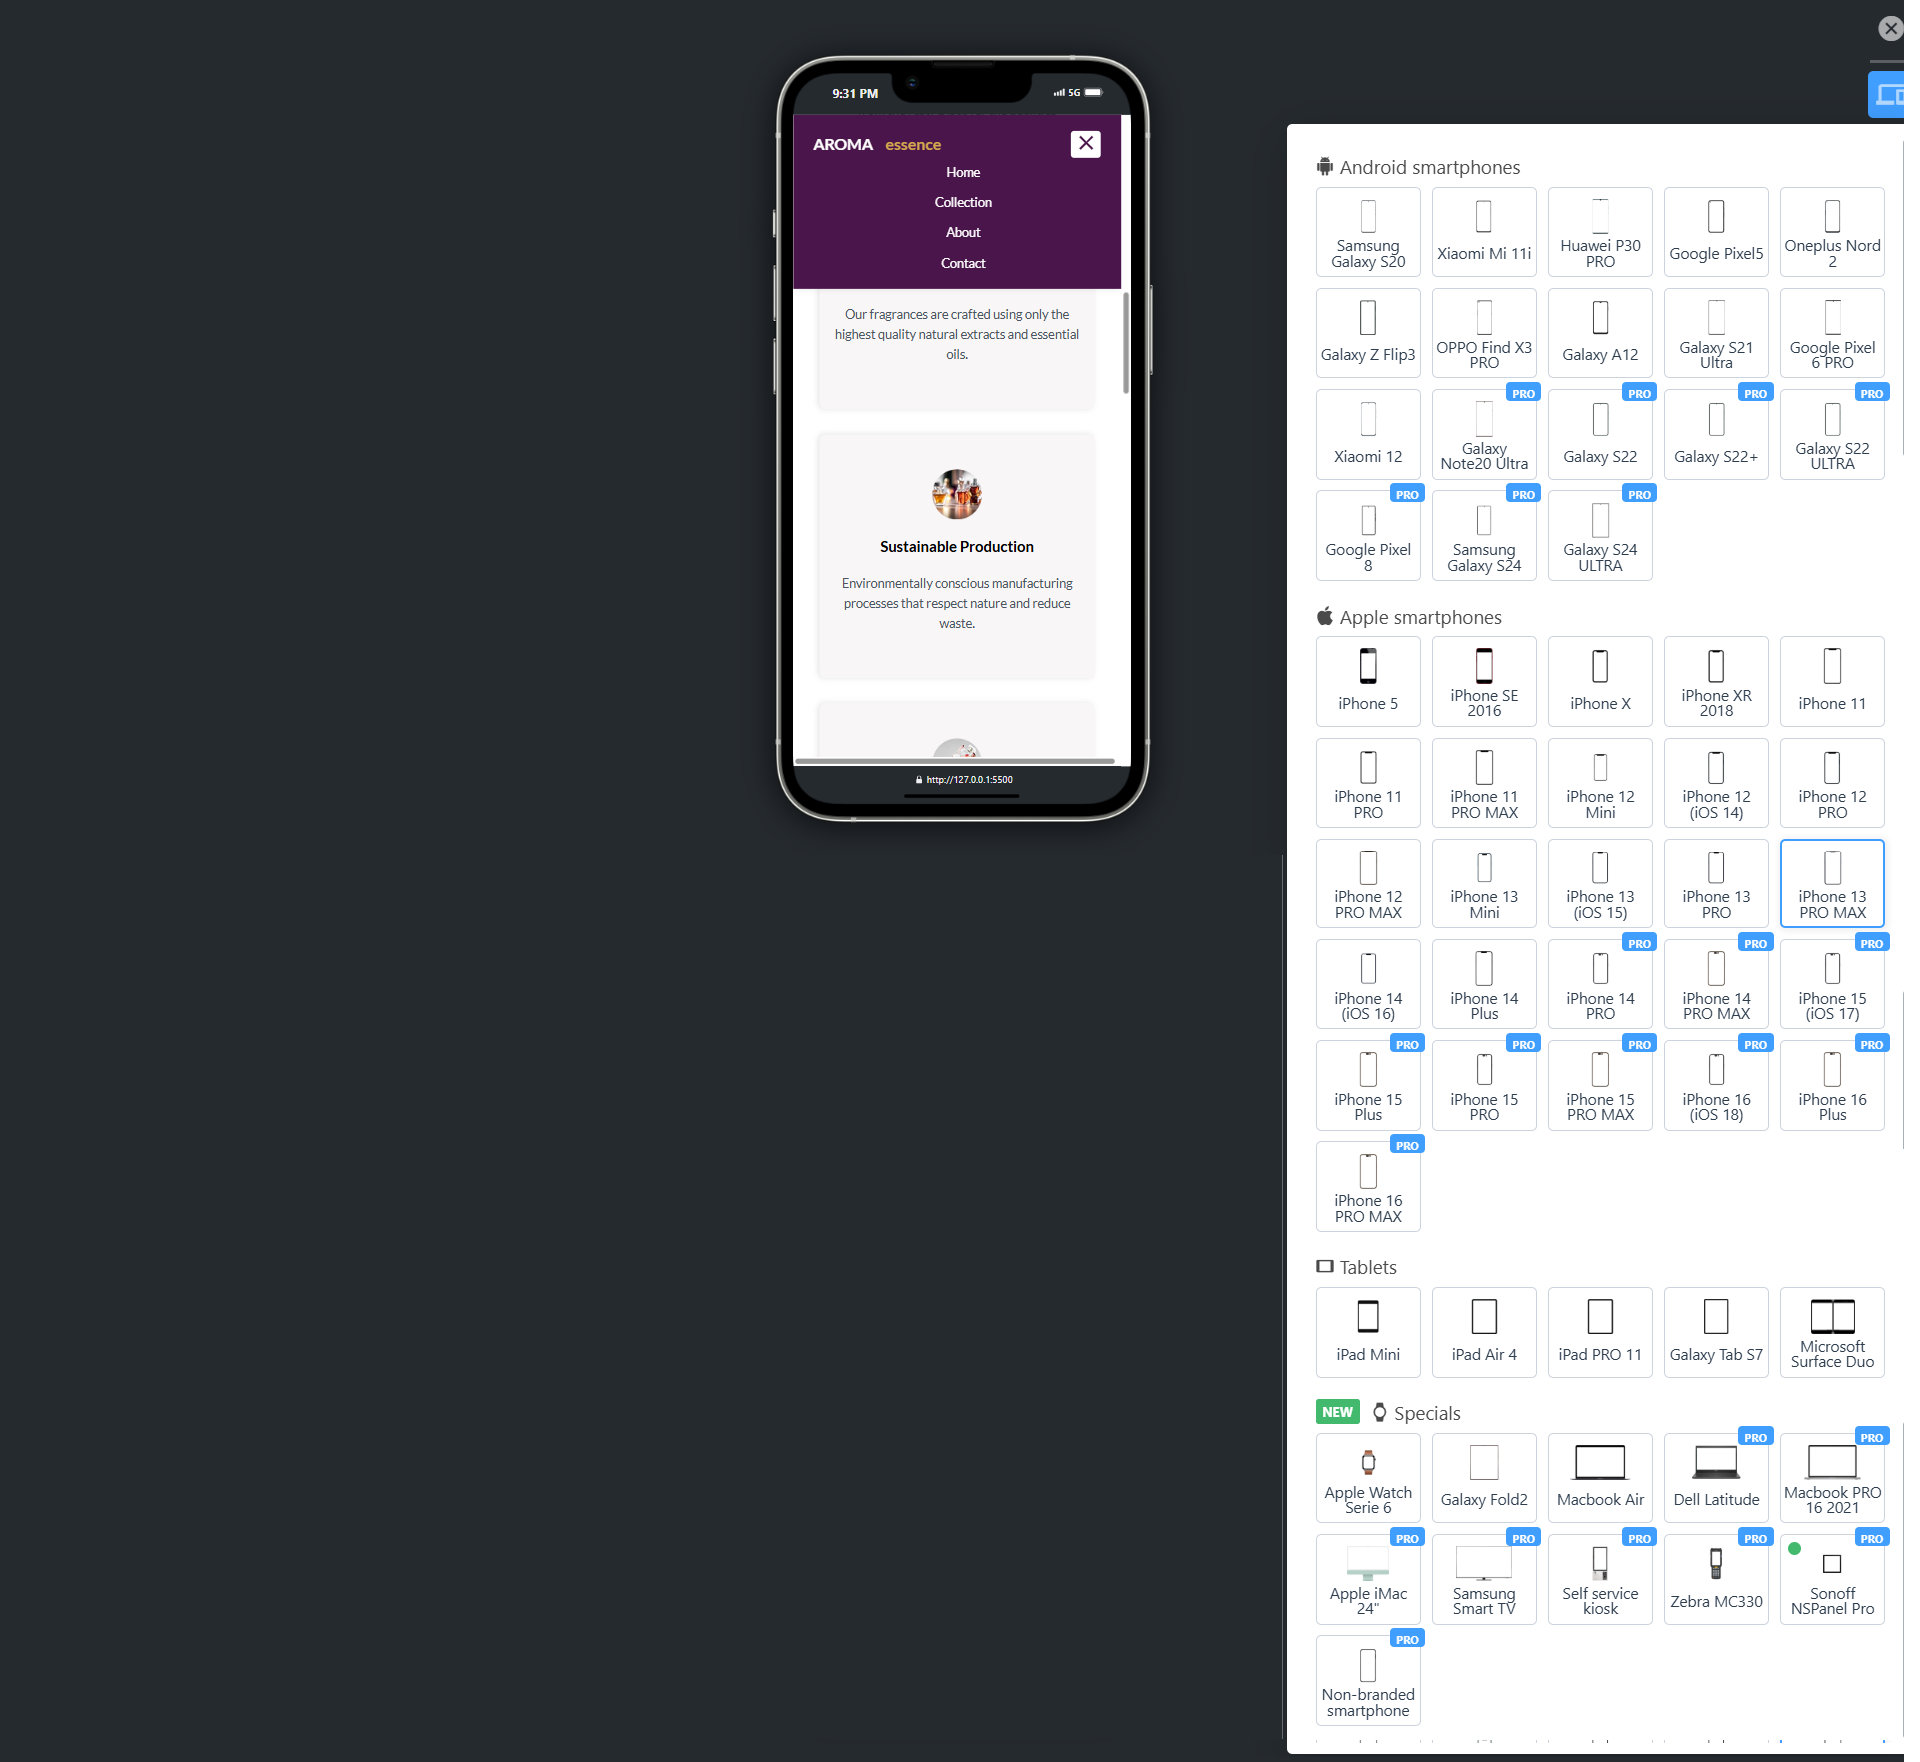 9:31 PM
5G
AROMA essence
Home
Collection
About
Contact
Our fragrances are crafted using only the
highest quality natural extracts and essential
oils.
Sustainable Production
Environmentally conscious manufacturing
processes that respect nature and reduce
waste.
http://127.0.0.1:5500
Android smartphones
Samsung
Galaxy S20
Xiaomi Mi 11i
Huawei P30
PRO
Google Pixel5
Oneplus Nord
2
Galaxy Z Flip3
OPPO Find X3
PRO
Galaxy A12
Galaxy S21
Ultra
Google Pixel
6 PRO
Xiaomi 12
PRO
Galaxy
Note20 Ultra
PRO
Galaxy S22
PRO
Galaxy S22+
PRO
Galaxy S22
ULTRA
PRO
Google Pixel
8
PRO
Samsung
Galaxy S24
PRO
Galaxy S24
ULTRA
Apple smartphones
iPhone 5
iPhone SE
2016
iPhone X
iPhone XR
2018
iPhone 11
iPhone 11
PRO
iPhone 11
PRO MAX
iPhone 12
Mini
iPhone 12
(iOS 14)
iPhone 12
PRO
iPhone 12
PRO MAX
iPhone 13
Mini
iPhone 13
(iOS 15)
iPhone 13
PRO
iPhone 13
PRO MAX
iPhone 14
(iOS 16)
iPhone 14
Plus
PRO
iPhone 14
PRO
PRO
iPhone 14
PRO MAX
PRO
iPhone 15
(iOS 17)
PRO
iPhone 15
Plus
PRO
iPhone 15
PRO
PRO
iPhone 15
PRO MAX
PRO
iPhone 16
(iOS 18)
PRO
iPhone 16
Plus
PRO
iPhone 16
PRO MAX
Tablets
iPad Mini
iPad Air 4
iPad PRO 11
Galaxy Tab S7
Microsoft
Surface Duo
NEW Specials
Apple Watch
Serie 6
Galaxy Fold2
Macbook Air
PRO
Dell Latitude
PRO
Macbook PRO
16 2021
PRO
Apple iMac
24"
PRO
Samsung
Smart TV
PRO
Self service
kiosk
PRO
Zebra MC330
PRO
Sonoff
NSPanel Pro
PRO
Non-branded
smartphone